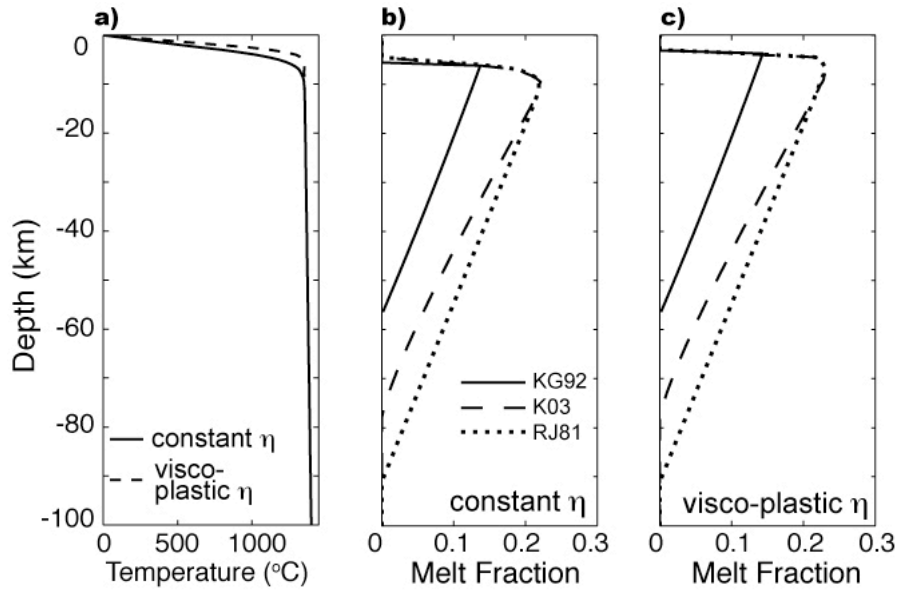 a)
b)
c)
Depth (km)
0
-20
-40
-60
-80
-100
constant η
visco-
plastic η
0
500
1000
Temperature (°C)
KG92
K03
RJ81
constant η
0
0.1
0.2
0.3
Melt Fraction
visco-plastic η
0
0.1
0.2
0.3
Melt Fraction